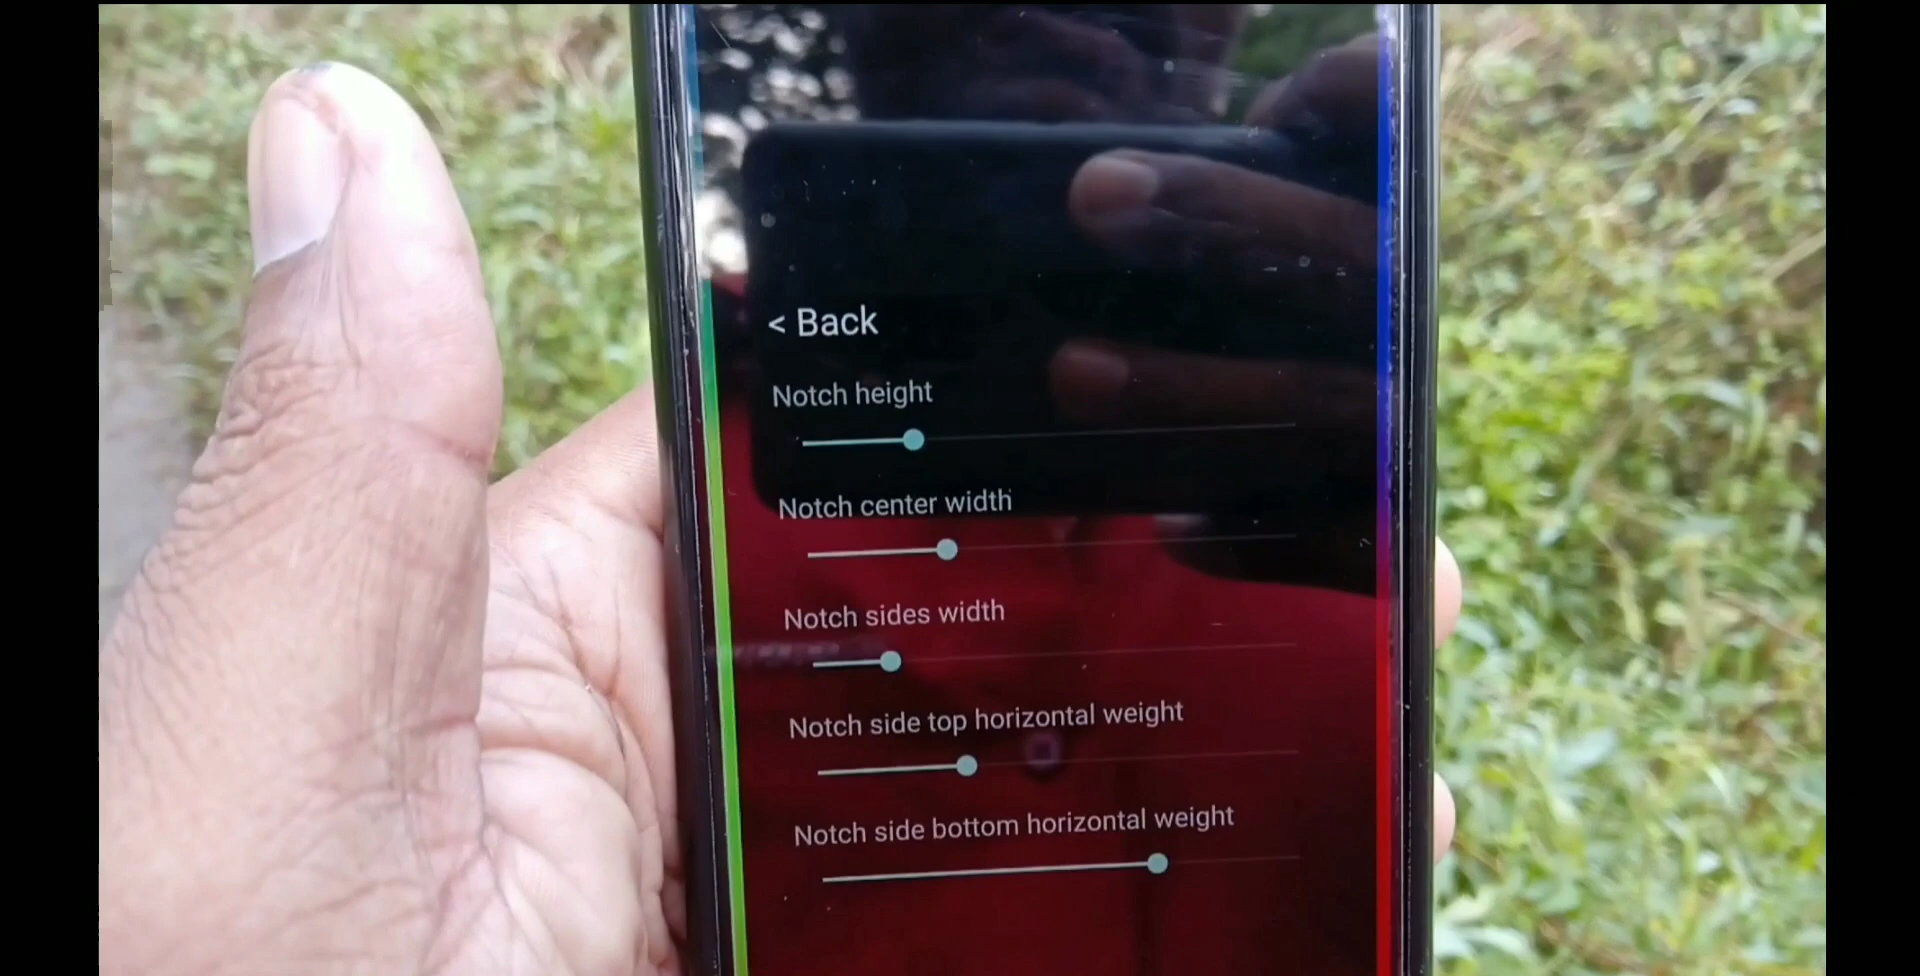 < Back
Notch height
Notch center width
Notch sides width
Notch side top horizontal weight
Notch side bottom horizontal weight